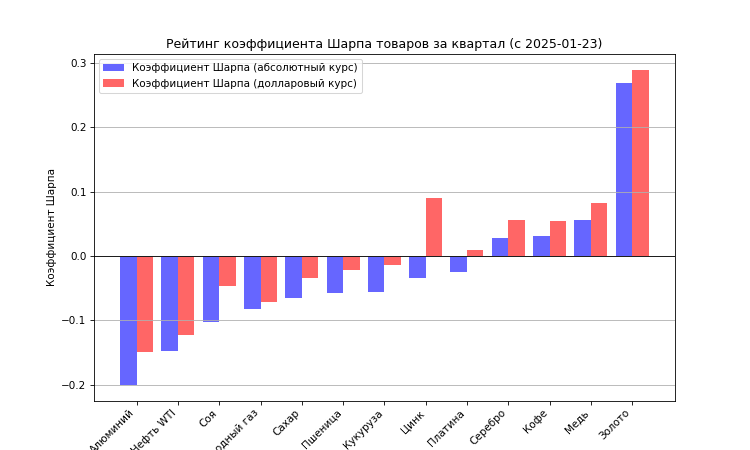 Рейтинг коэффициента Шарпа товаров за квартал (с 2025-01-23)
Коэффициент Шарпа (абсолютный курс)
Коэффициент Шарпа (долларовый курс)
Коэффициент Шарпа
0.3
0.2
0.1
0.0
−0.1
−0.2
Алюминий
Нефть WTI
Соя
одный газ
Сахар
Пшеница
Кукуруза
Цинк
Платина
Серебро
Кофе
Медь
Золото